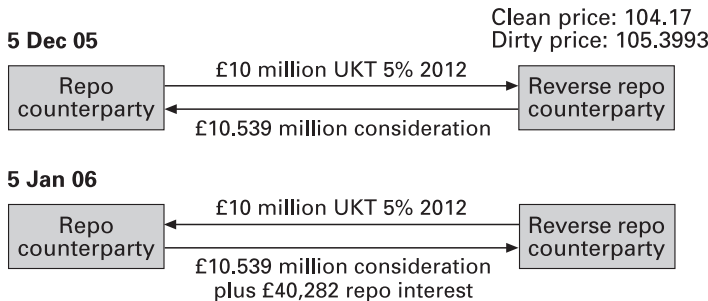 Clean price: 104.17
5 Dec 05
Dirty price: 105.3993
Repo
counterparty
£10 million UKT 5% 2012
£10.539 million consideration
Reverse repo
counterparty
5 Jan 06
Repo
counterparty
£10 million UKT 5% 2012
£10.539 million consideration
plus £40,282 repo interest
Reverse repo
counterparty